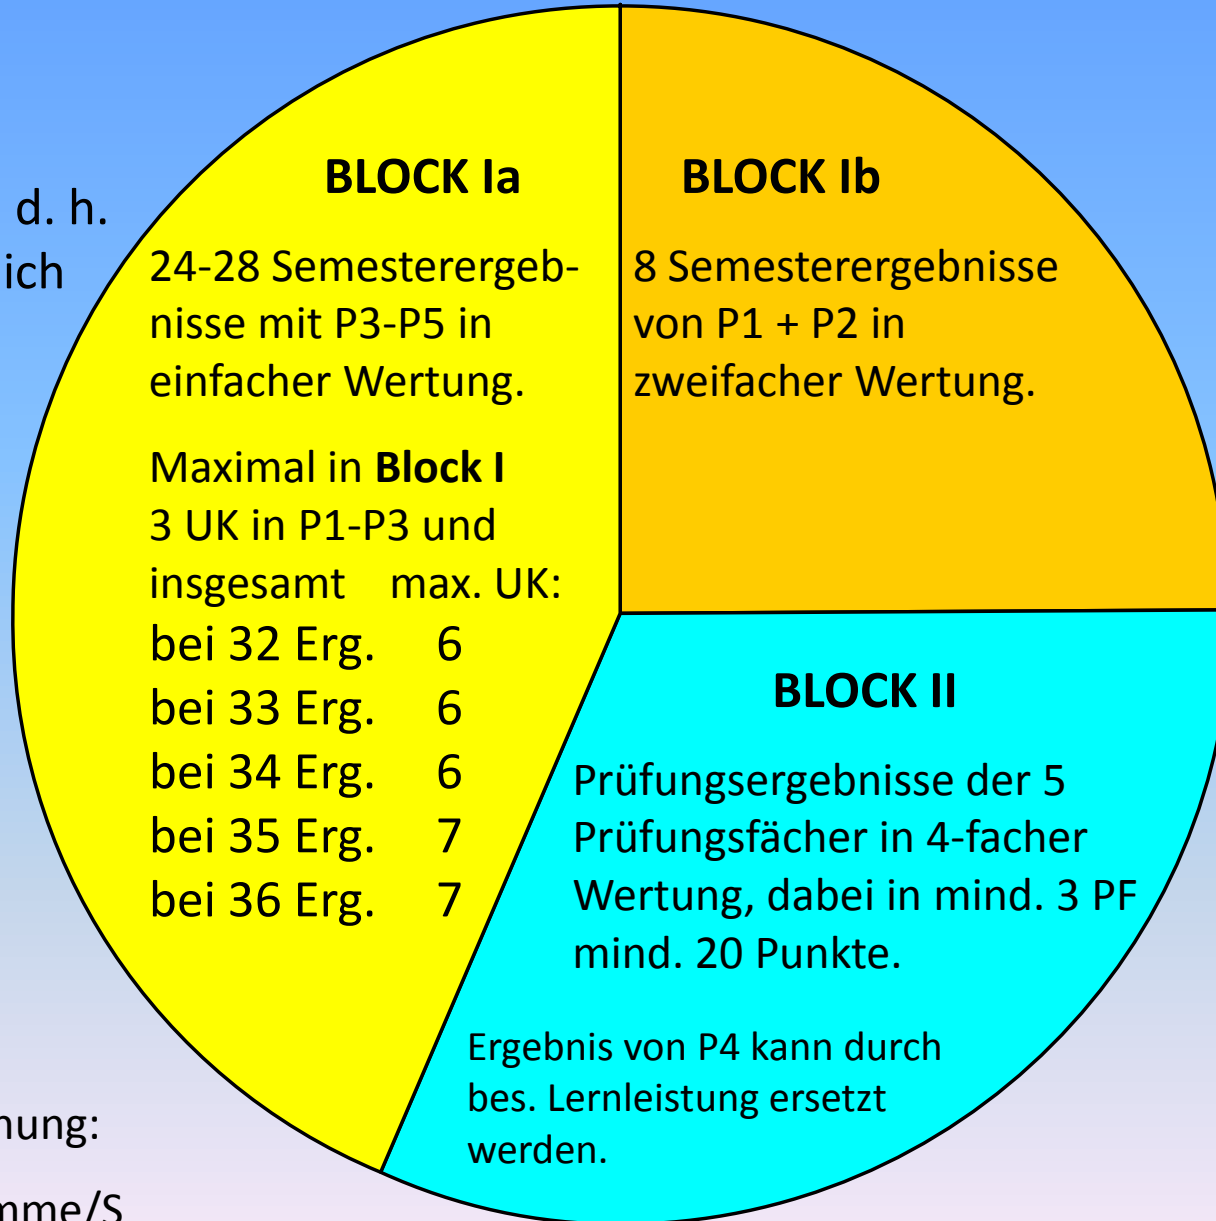 d. h.
ich
BLOCK Ia
24-28 Semesterergeb-
nisse mit P3-P5 in
einfacher Wertung.
Maximal in Block I
3 UK in P1-P3 und
insgesamt max. UK:
bei 32 Erg. 6
bei 33 Erg. 6
bei 34 Erg. 6
bei 35 Erg. 7
bei 36 Erg. 7
BLOCK Ib
8 Semesterergebnisse
von P1 + P2 in
zweifacher Wertung.
BLOCK II
Prüfungsergebnisse der 5
Prüfungsfächer in 4-facher
Wertung, dabei in mind. 3 PF
mind. 20 Punkte.
Ergebnis von P4 kann durch
bes. Lernleistung ersetzt
werden.
nung:
mme/S